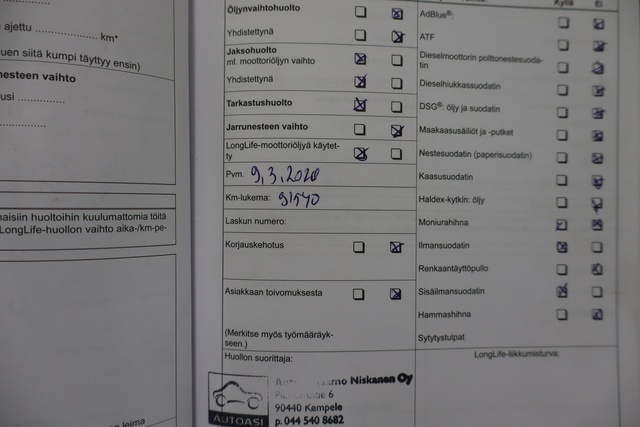 ajettu ................. km*
uen siitä kumpi täyttyy ensin)
nesteen vaihto
usi ...............
...................
naisiin huoltoihin kuulumattomia töitä
LongLife-huollon vaihto aika-/km-pe-
leima
Öljynvaihtohuolto
Yhdistettynä
Jaksohuolto
ml. moottoriöljyn vaihto
Yhdistettynä
Tarkastushuolto
Jarrunesteen vaihto
LongLife-moottoriöljyä käytet-
ty
Pvm. 9,3,2020
Km-lukema:
Laskun numero:
Korjauskehotus
Asiakkaan toivomuksesta
(Merkitse myös työmääräyk-
seen.)
Huollon suorittaja:
AUTOASI
Niskanen Oy
6
90440 Kempele
p. 044 540 8682
Kyllä Ei
AdBlue®:
ATF
Dieselmoottorin polttonestesuoda-
tin
Dieselhiukkassuodatin
DSG®: öljy ja suodatin
Maakaasusäiliöt ja -putket
Nestesuodatin (paperisuodatin)
Kaasusuodatin
Haldex-kytkin: öljy
Moniurahihna
Ilmansuodatin
Renkaantäyttöpullo
Sisäilmansuodatin
Hammashihna
Sytytystulpat
LongLife-liikkumisturva: